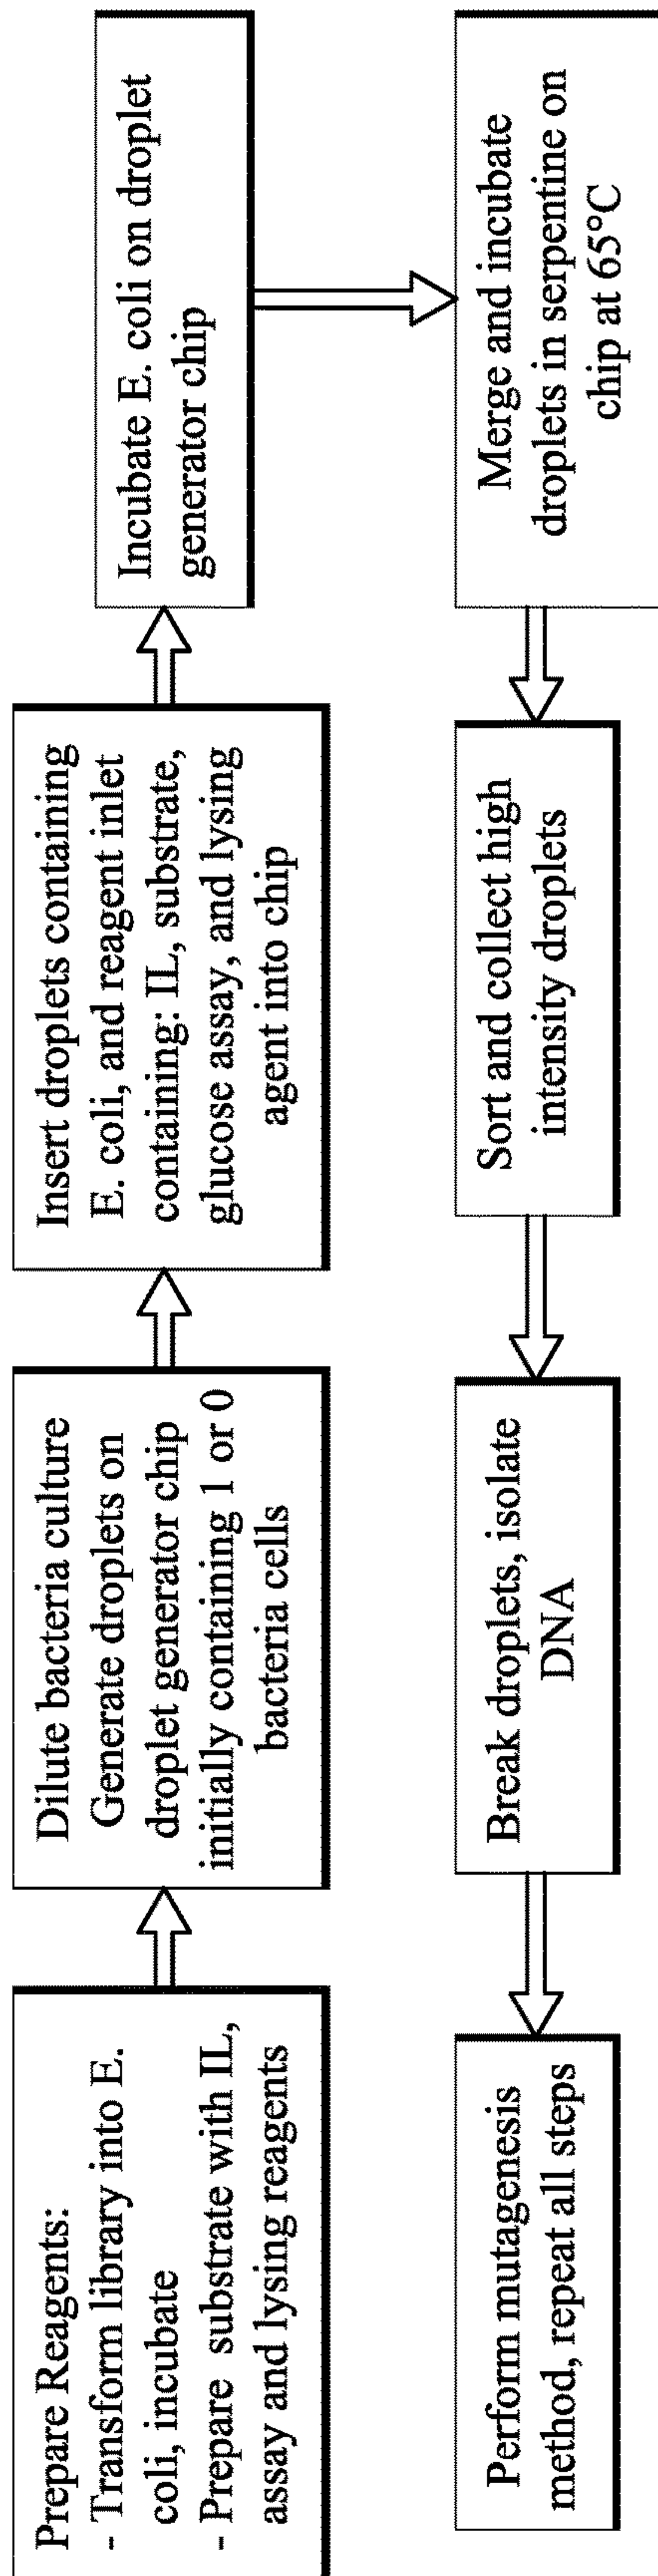 Prepare Reagents:
- Transform library into E.
coli, incubate
- Prepare substrate with IL,
assay and lysing reagents
Dilute bacteria culture
Generate droplets on
droplet generator chip
initially containing 1 or 0
bacteria cells
Insert droplets containing
E. coli, and reagent inlet
containing: IL, substrate,
glucose assay, and lysing
agent into chip
Incubate E. coli on droplet
generator chip
Merge and incubate
droplets in serpentine on
chip at 65°C
Sort and collect high
intensity droplets
Break droplets, isolate
DNA
Perform mutagenesis
method, repeat all steps